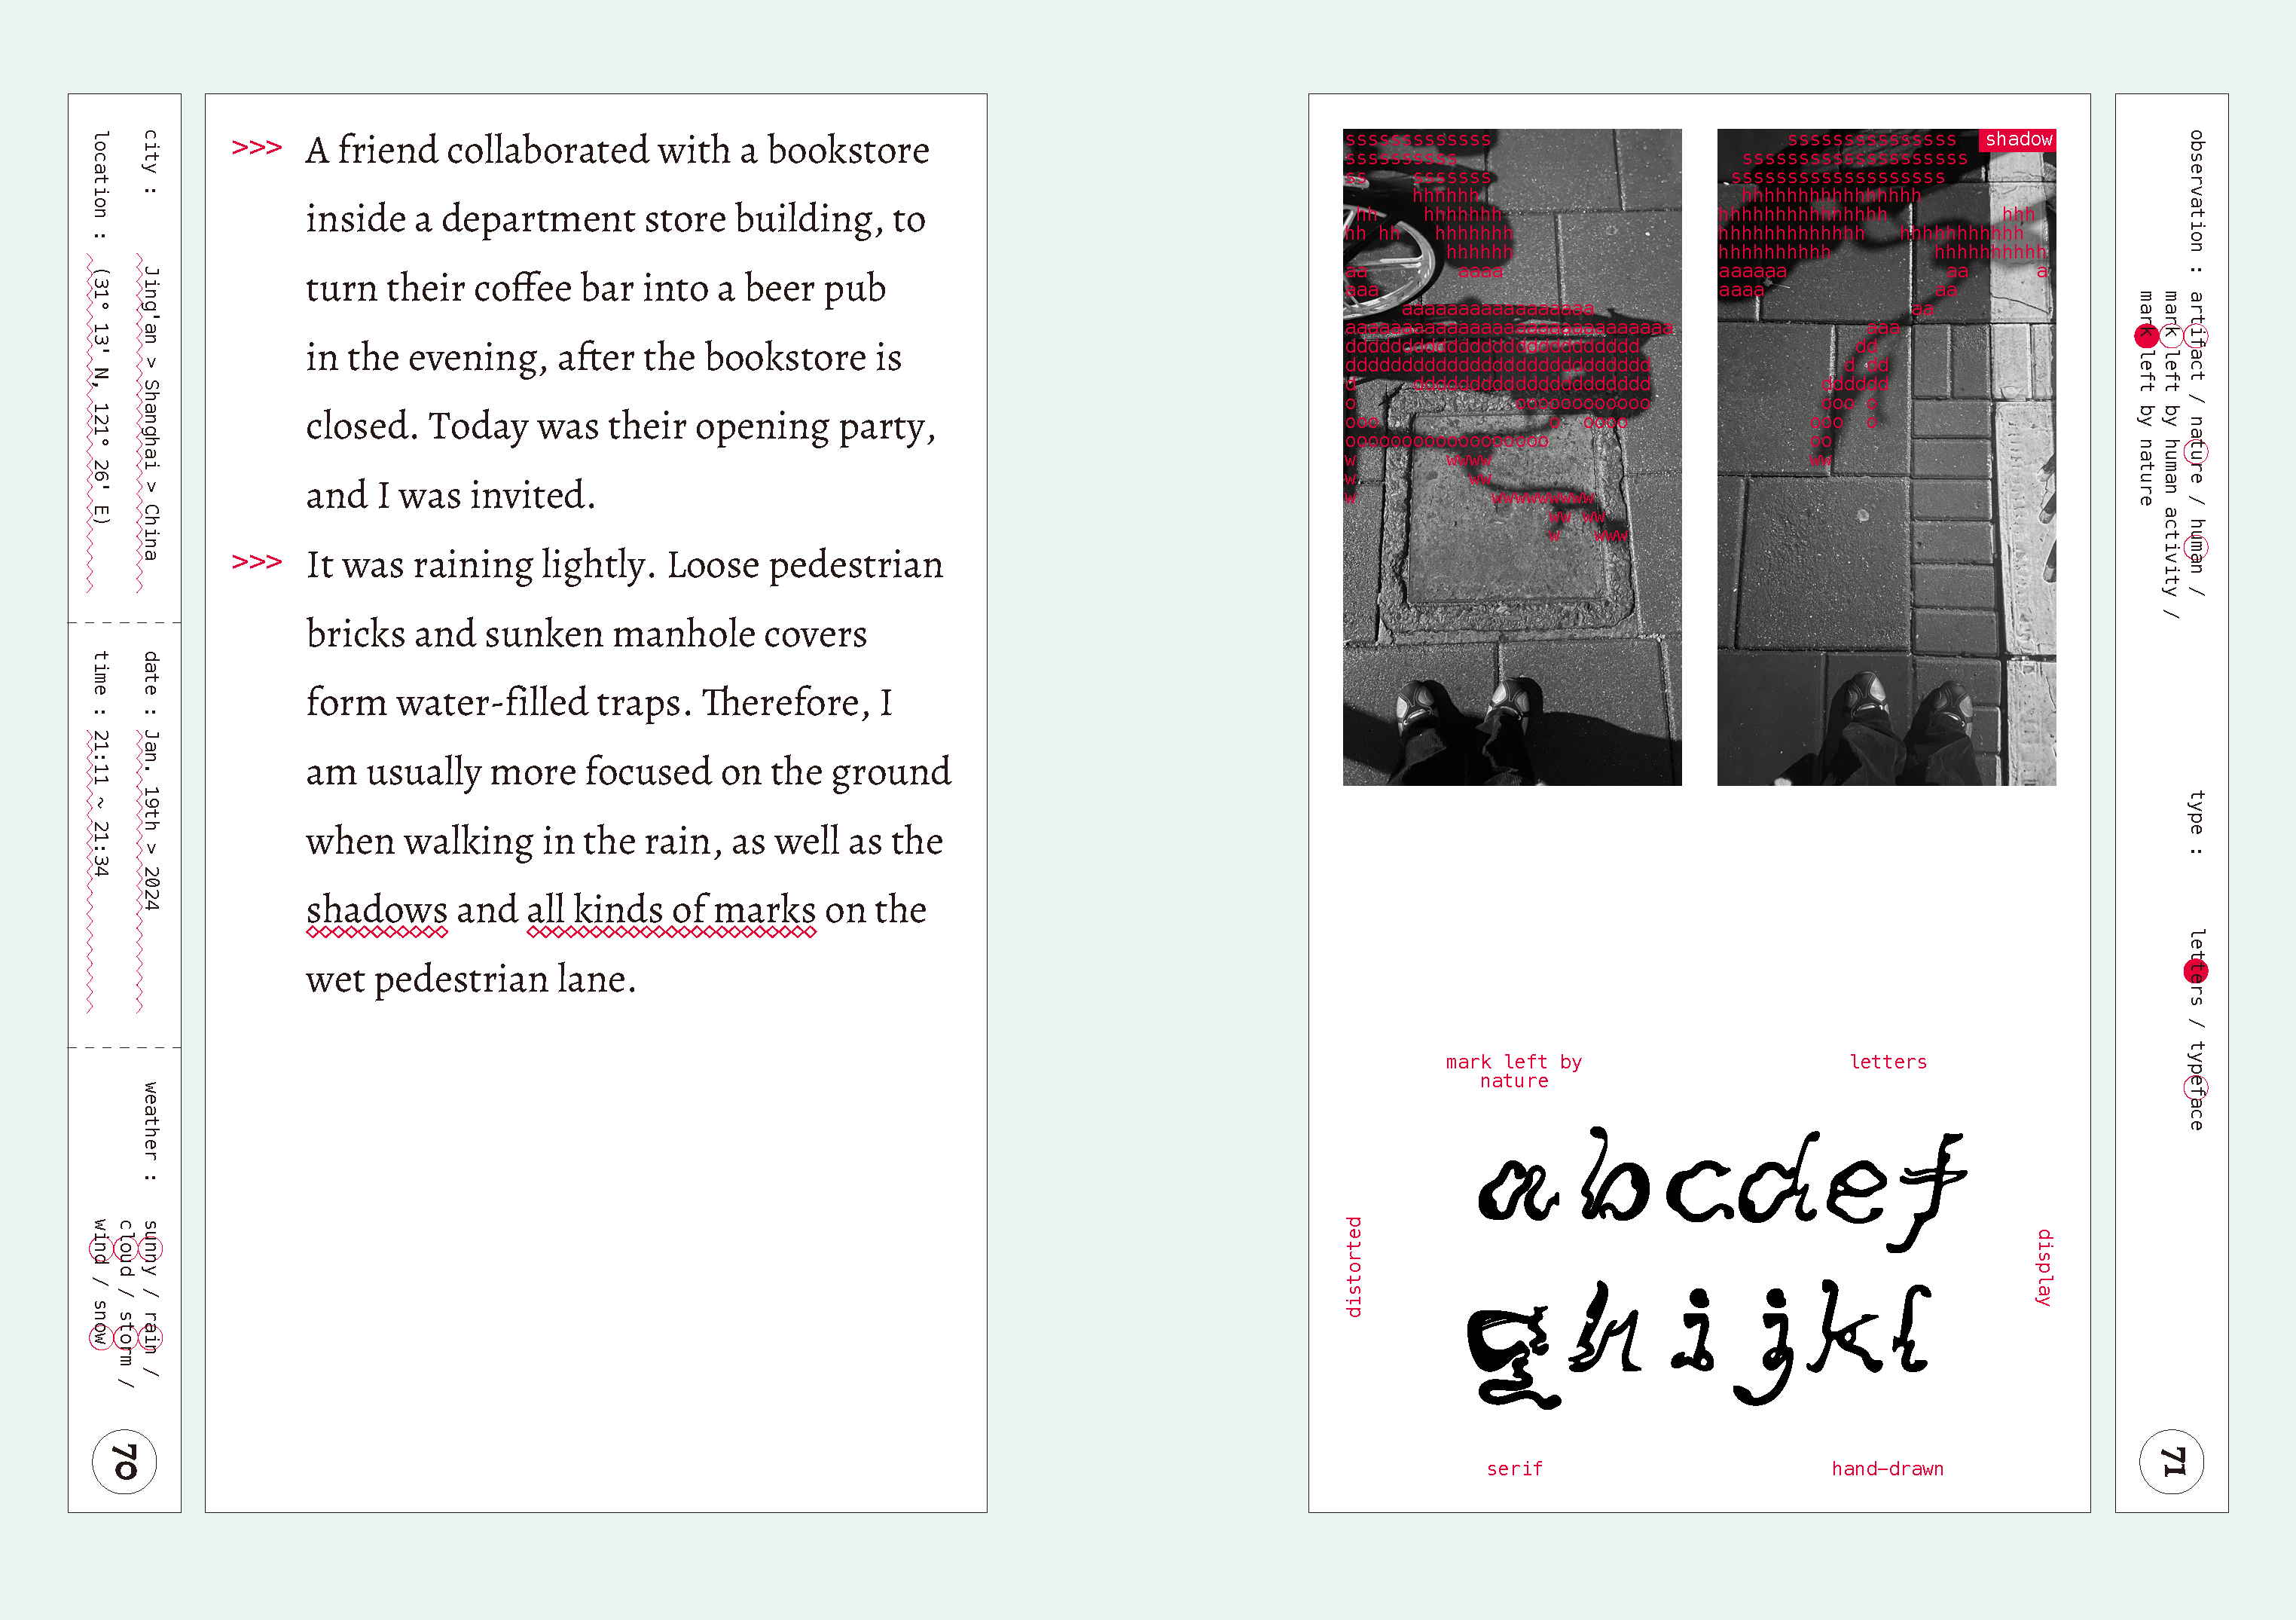 city : Jing'an > Shanghai > China
location : (31° 13' N, 121° 26' E)
date : Jan. 19th > 2024
time : 21:11 ~ 21:34
weather : sunny / rain /
cloud / storm /
wind / snow
70
>>> A friend collaborated with a bookstore
inside a department store building, to
turn their coffee bar into a beer pub
in the evening, after the bookstore is
closed. Today was their opening party,
and I was invited.
>>> It was raining lightly. Loose pedestrian
bricks and sunken manhole covers
form water-filled traps. Therefore, I
am usually more focused on the ground
when walking in the rain, as well as the
shadows and all kinds of marks on the
wet pedestrian lane.
shadow
mark left by
nature
letters
distorted
abcdef
ghijkl
display
serif
hand-drawn
observation : artifact / nature / human /
mark left by human activity /
mark left by nature
type : letters / typeface
71